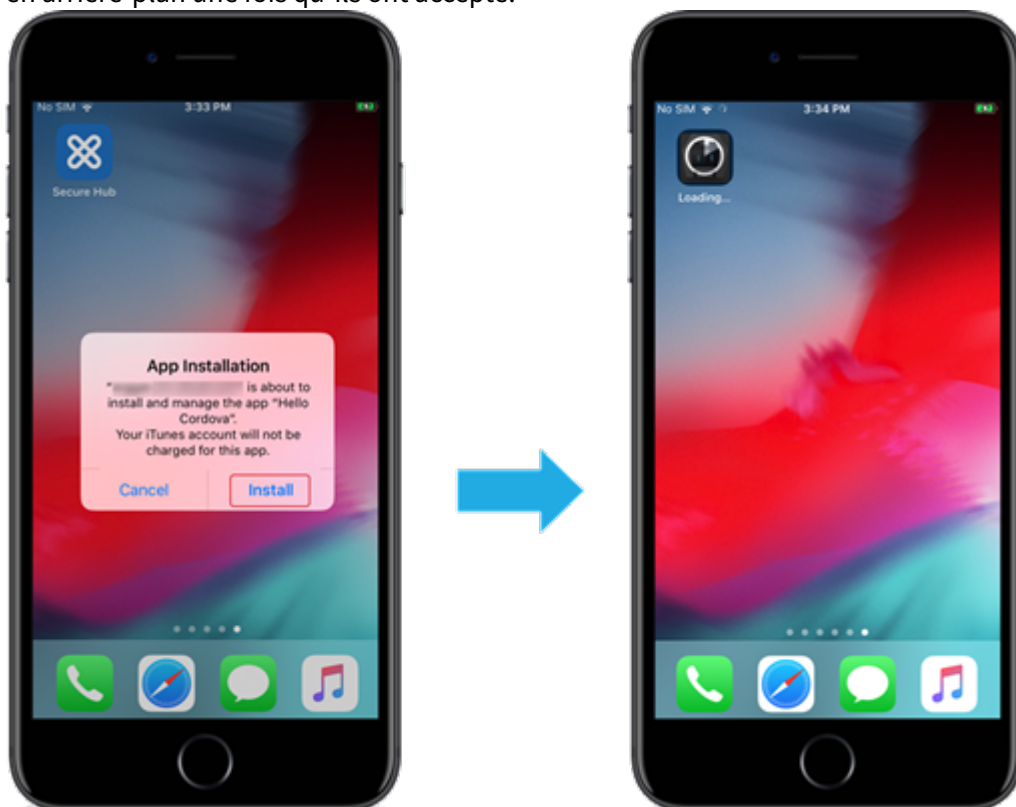 en arrière-plan une fois qu'ils ont accepté.
No SIM 3:33 PM
Secure Hub
App Installation
" is about to
install and manage the app "Hello
Cordova".
Your iTunes account will not be
charged for this app.
Cancel Install
No SIM 3:34 PM
Loading...